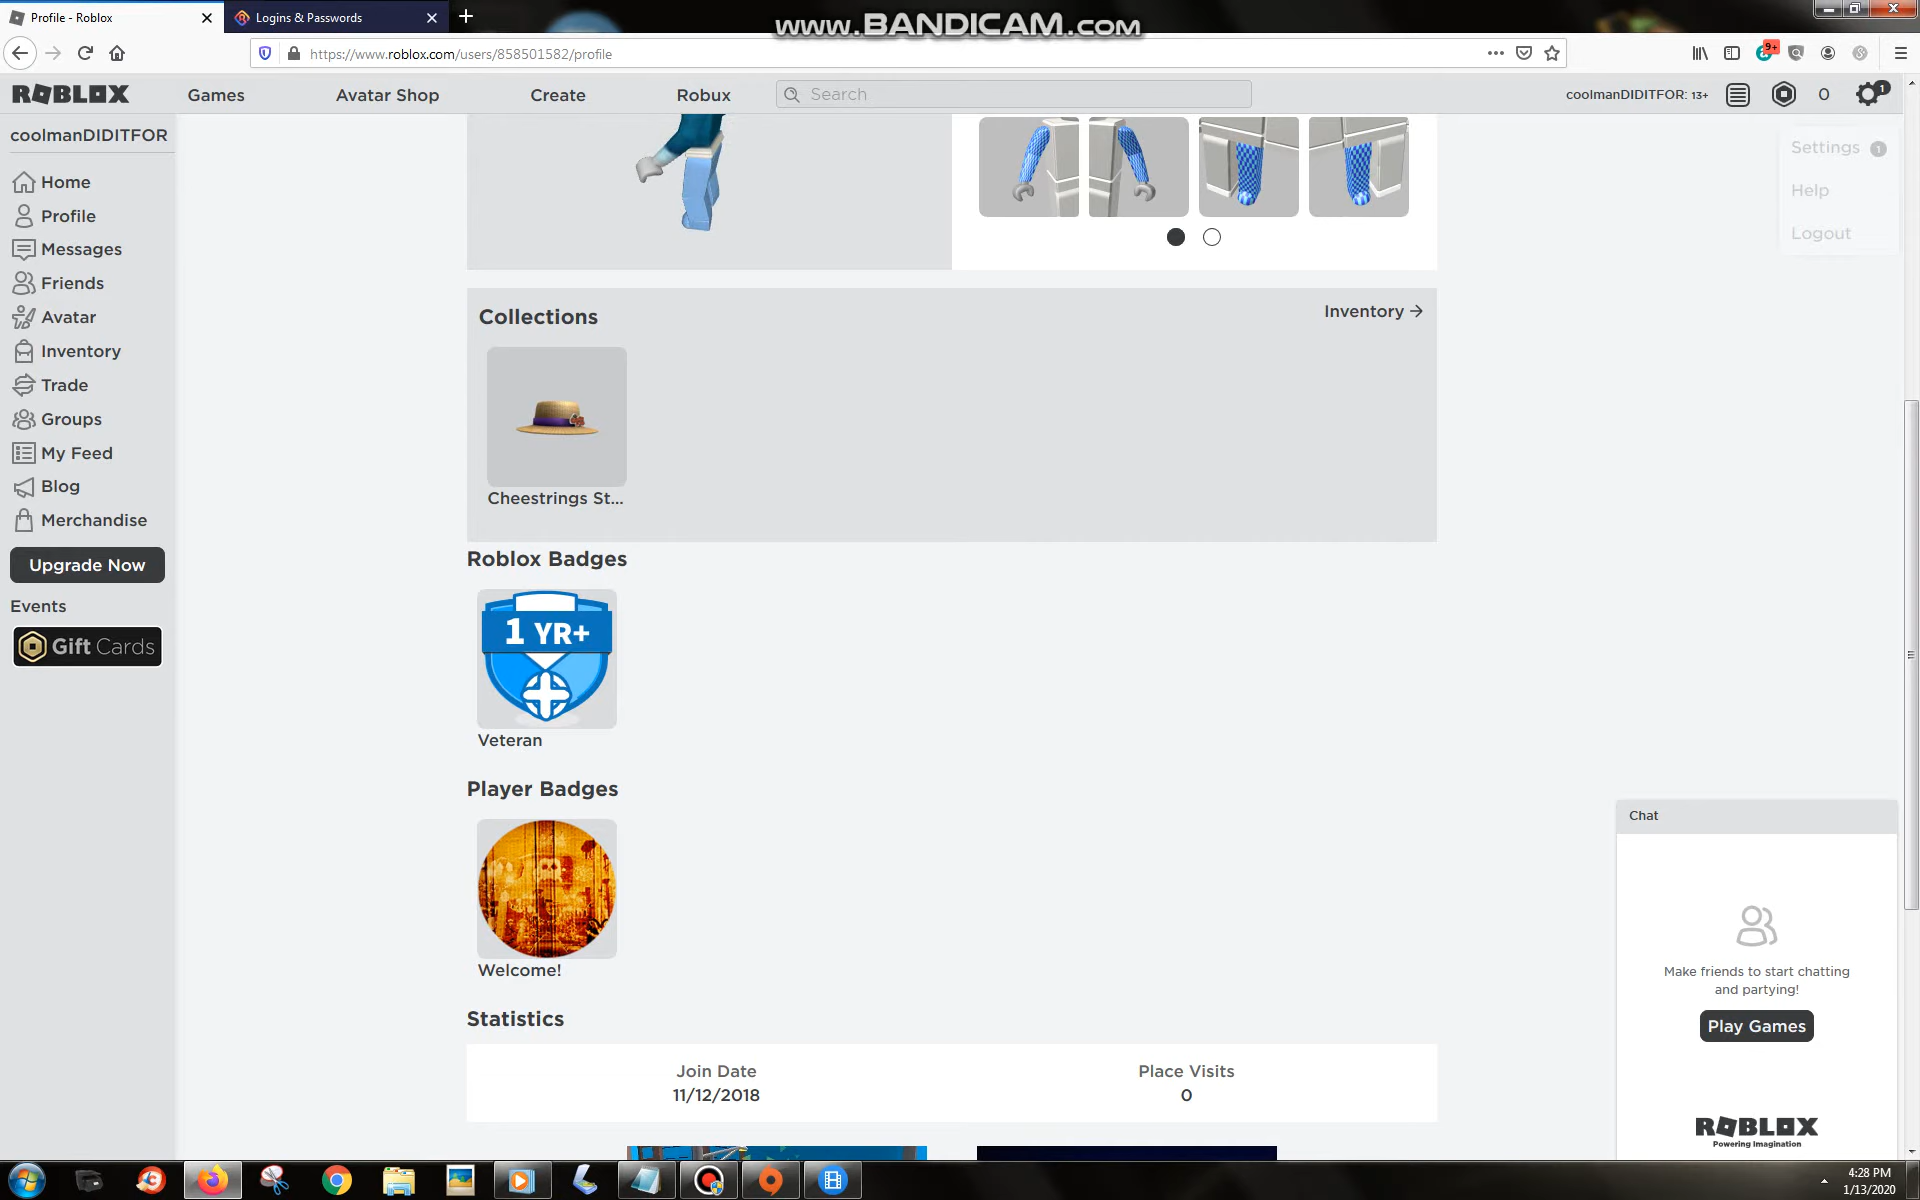 Profile - Roblox
Logins & Passwords
www.BANDICAM.com
https://www.roblox.com/users/858501582/profile
9+
ROBLOX
Games
Avatar Shop
Create
Robux
Search
coolmanDIDITFOR: 13+
0
1
coolmanDIDITFOR
Home
Profile
Messages
Friends
Avatar
Inventory
Trade
Groups
My Feed
Blog
Merchandise
Upgrade Now
Events
Gift Cards
Settings 1
Help
Logout
Collections
Inventory →
Cheestrings St...
Roblox Badges
1 YR+
Veteran
Player Badges
Welcome!
Statistics
Join Date
11/12/2018
Place Visits
0
Chat
Make friends to start chatting
and partying!
Play Games
ROBLOX
Powering Imagination
4:28 PM
1/13/2020